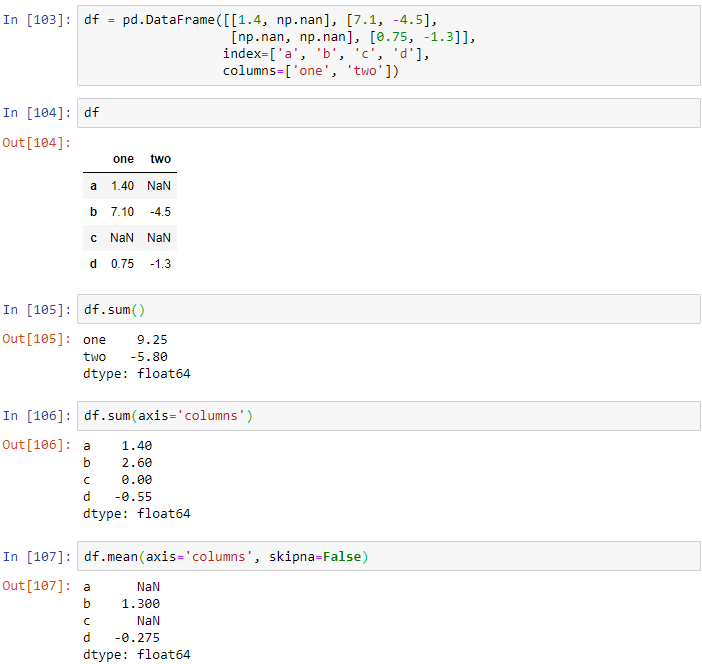 In [103]: df = pd.DataFrame([[1.4, np.nan], [7.1, -4.5],
[np.nan, np.nan], [0.75, -1.3]],
index=['a', 'b', 'c', 'd'],
columns=['one', 'two'])
In [104]: df
Out[104]:
one two
a 1.40 NaN
b 7.10 -4.5
c NaN NaN
d 0.75 -1.3
In [105]: df.sum()
Out[105]: one 9.25
two -5.80
dtype: float64
In [106]: df.sum(axis='columns')
Out[106]: a 1.40
b 2.60
c 0.00
d -0.55
dtype: float64
In [107]: df.mean(axis='columns', skipna=False)
Out[107]: a NaN
b 1.300
c NaN
d -0.275
dtype: float64